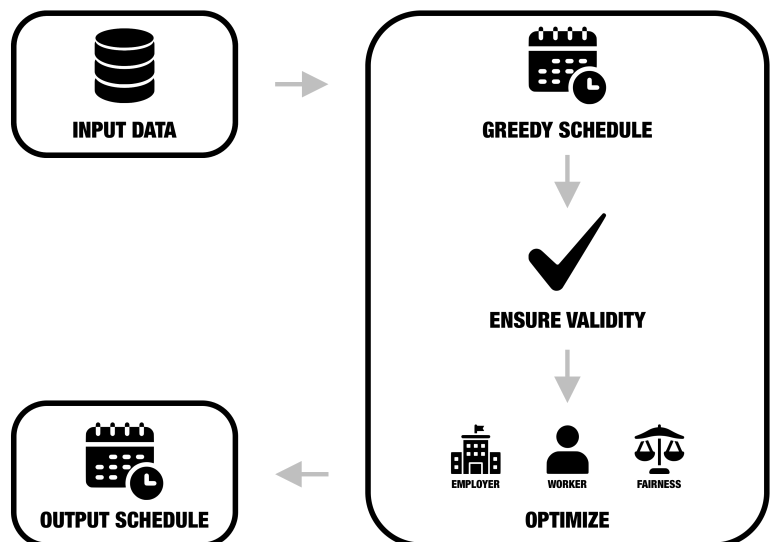 INPUT DATA
GREEDY SCHEDULE
ENSURE VALIDITY
EMPLOYER
WORKER
FAIRNESS
OPTIMIZE
OUTPUT SCHEDULE